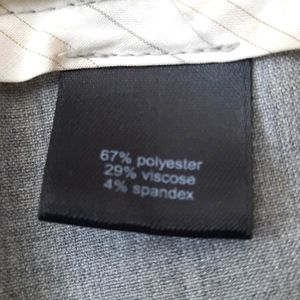 67% polyester
29% viscose
4% spandex